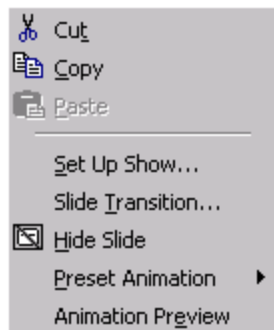 Cut
Copy
Paste
Set Up Show...
Slide Transition...
Hide Slide
Preset Animation
Animation Preview